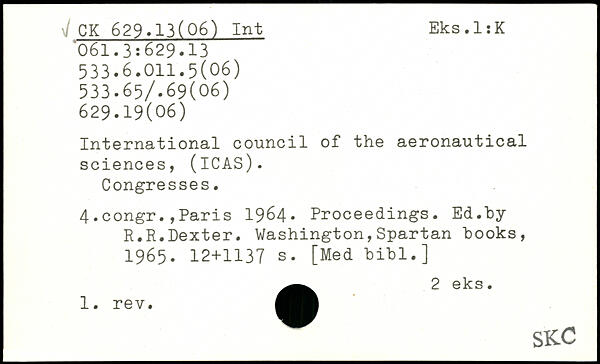 √ CK 629.13(06) Int Eks.1:K
061.3:629.13
533.6.011.5(06)
533.65/.69(06)
629.19(06)
International council of the aeronautical
sciences, (ICAS).
Congresses.
4.congr.,Paris 1964. Proceedings. Ed.by
R.R.Dexter. Washington,Spartan books,
1965. 12+1137 s. [Med bibl.]
2 eks.
1. rev.
SKC